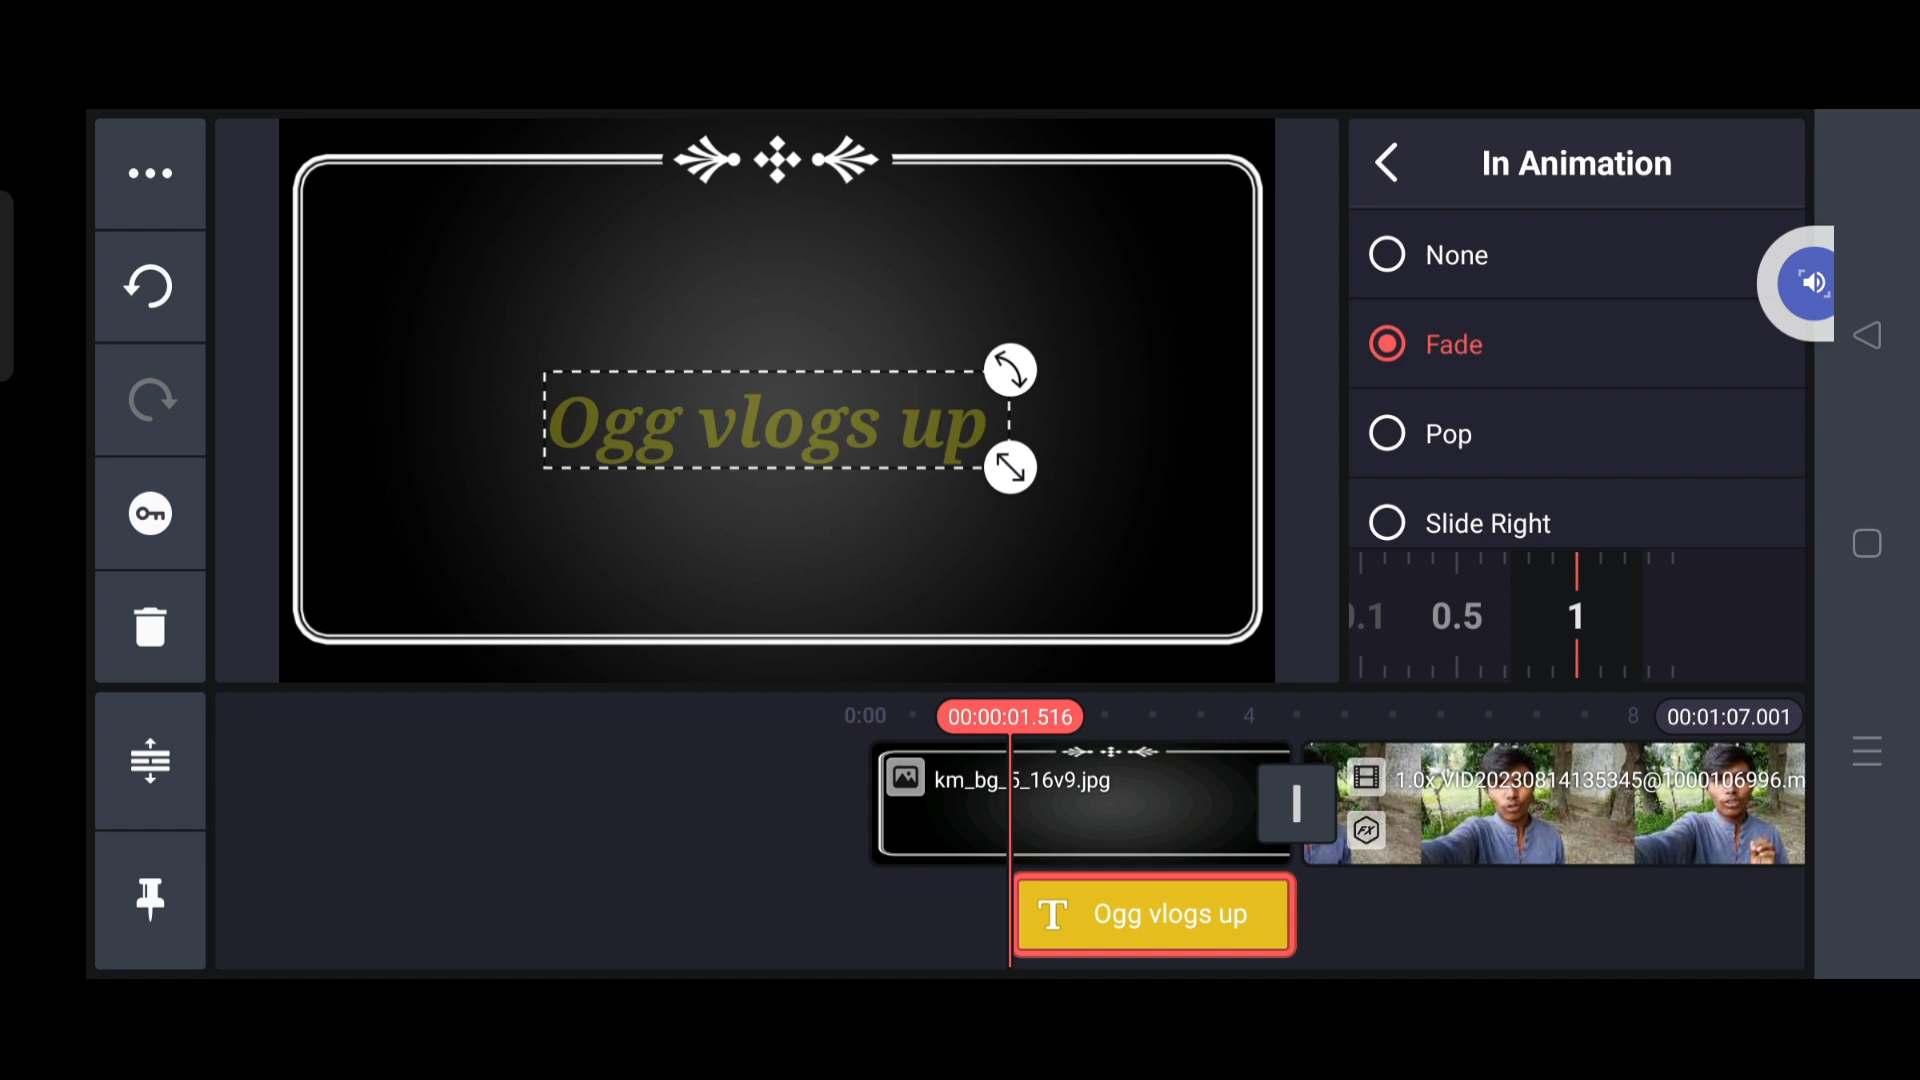 In Animation
None
Fade
Pop
Slide Right
0.5
1
Ogg vlogs up
0:00
00:00:01.516
4
8
00:01:07.001
km_bg_5_16v9.jpg
1.0x VID20230814135345@1000106996.m
T
Ogg vlogs up
FX